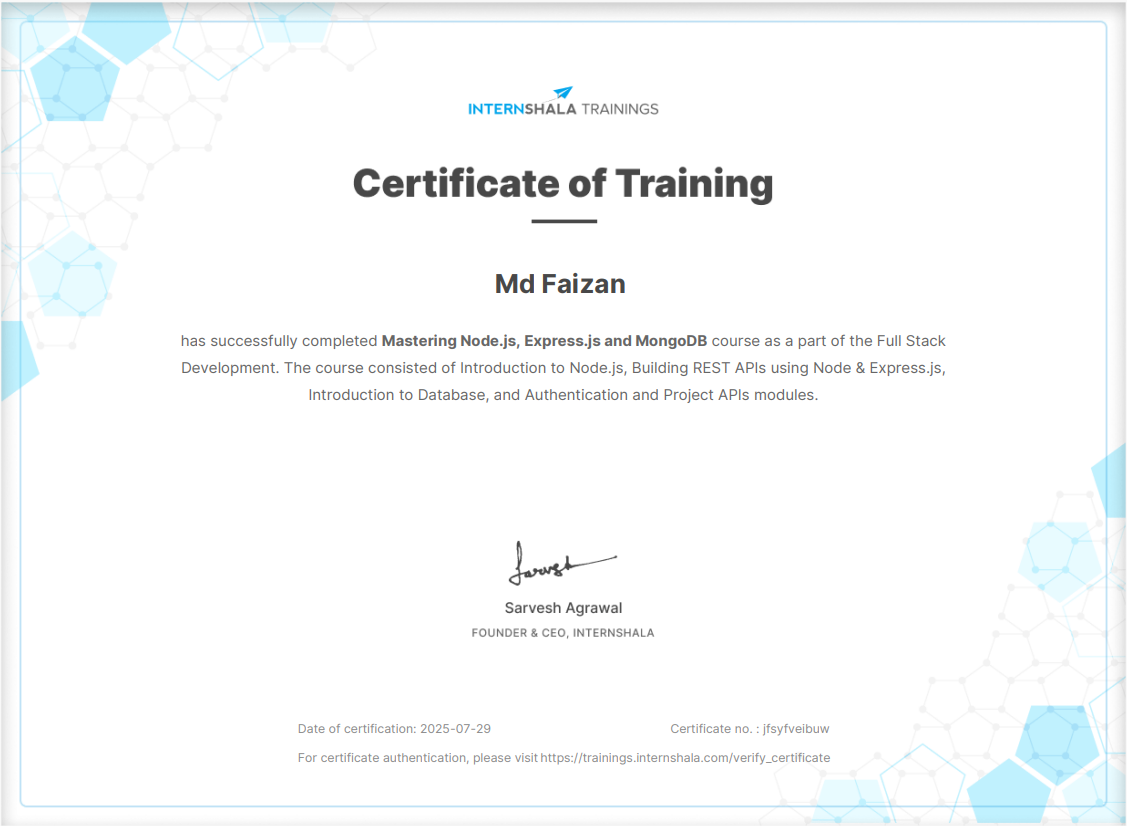 INTERNSHALA TRAININGS
Certificate of Training
Md Faizan
has successfully completed Mastering Node.js, Express.js and MongoDB course as a part of the Full Stack
Development. The course consisted of Introduction to Node.js, Building REST APIs using Node & Express.js,
Introduction to Database, and Authentication and Project APIs modules.
Sarvesh
Sarvesh Agrawal
FOUNDER & CEO, INTERNSHALA
Date of certification: 2025-07-29 Certificate no. : jfsyfveibuw
For certificate authentication, please visit https://trainings.internshala.com/verify_certificate